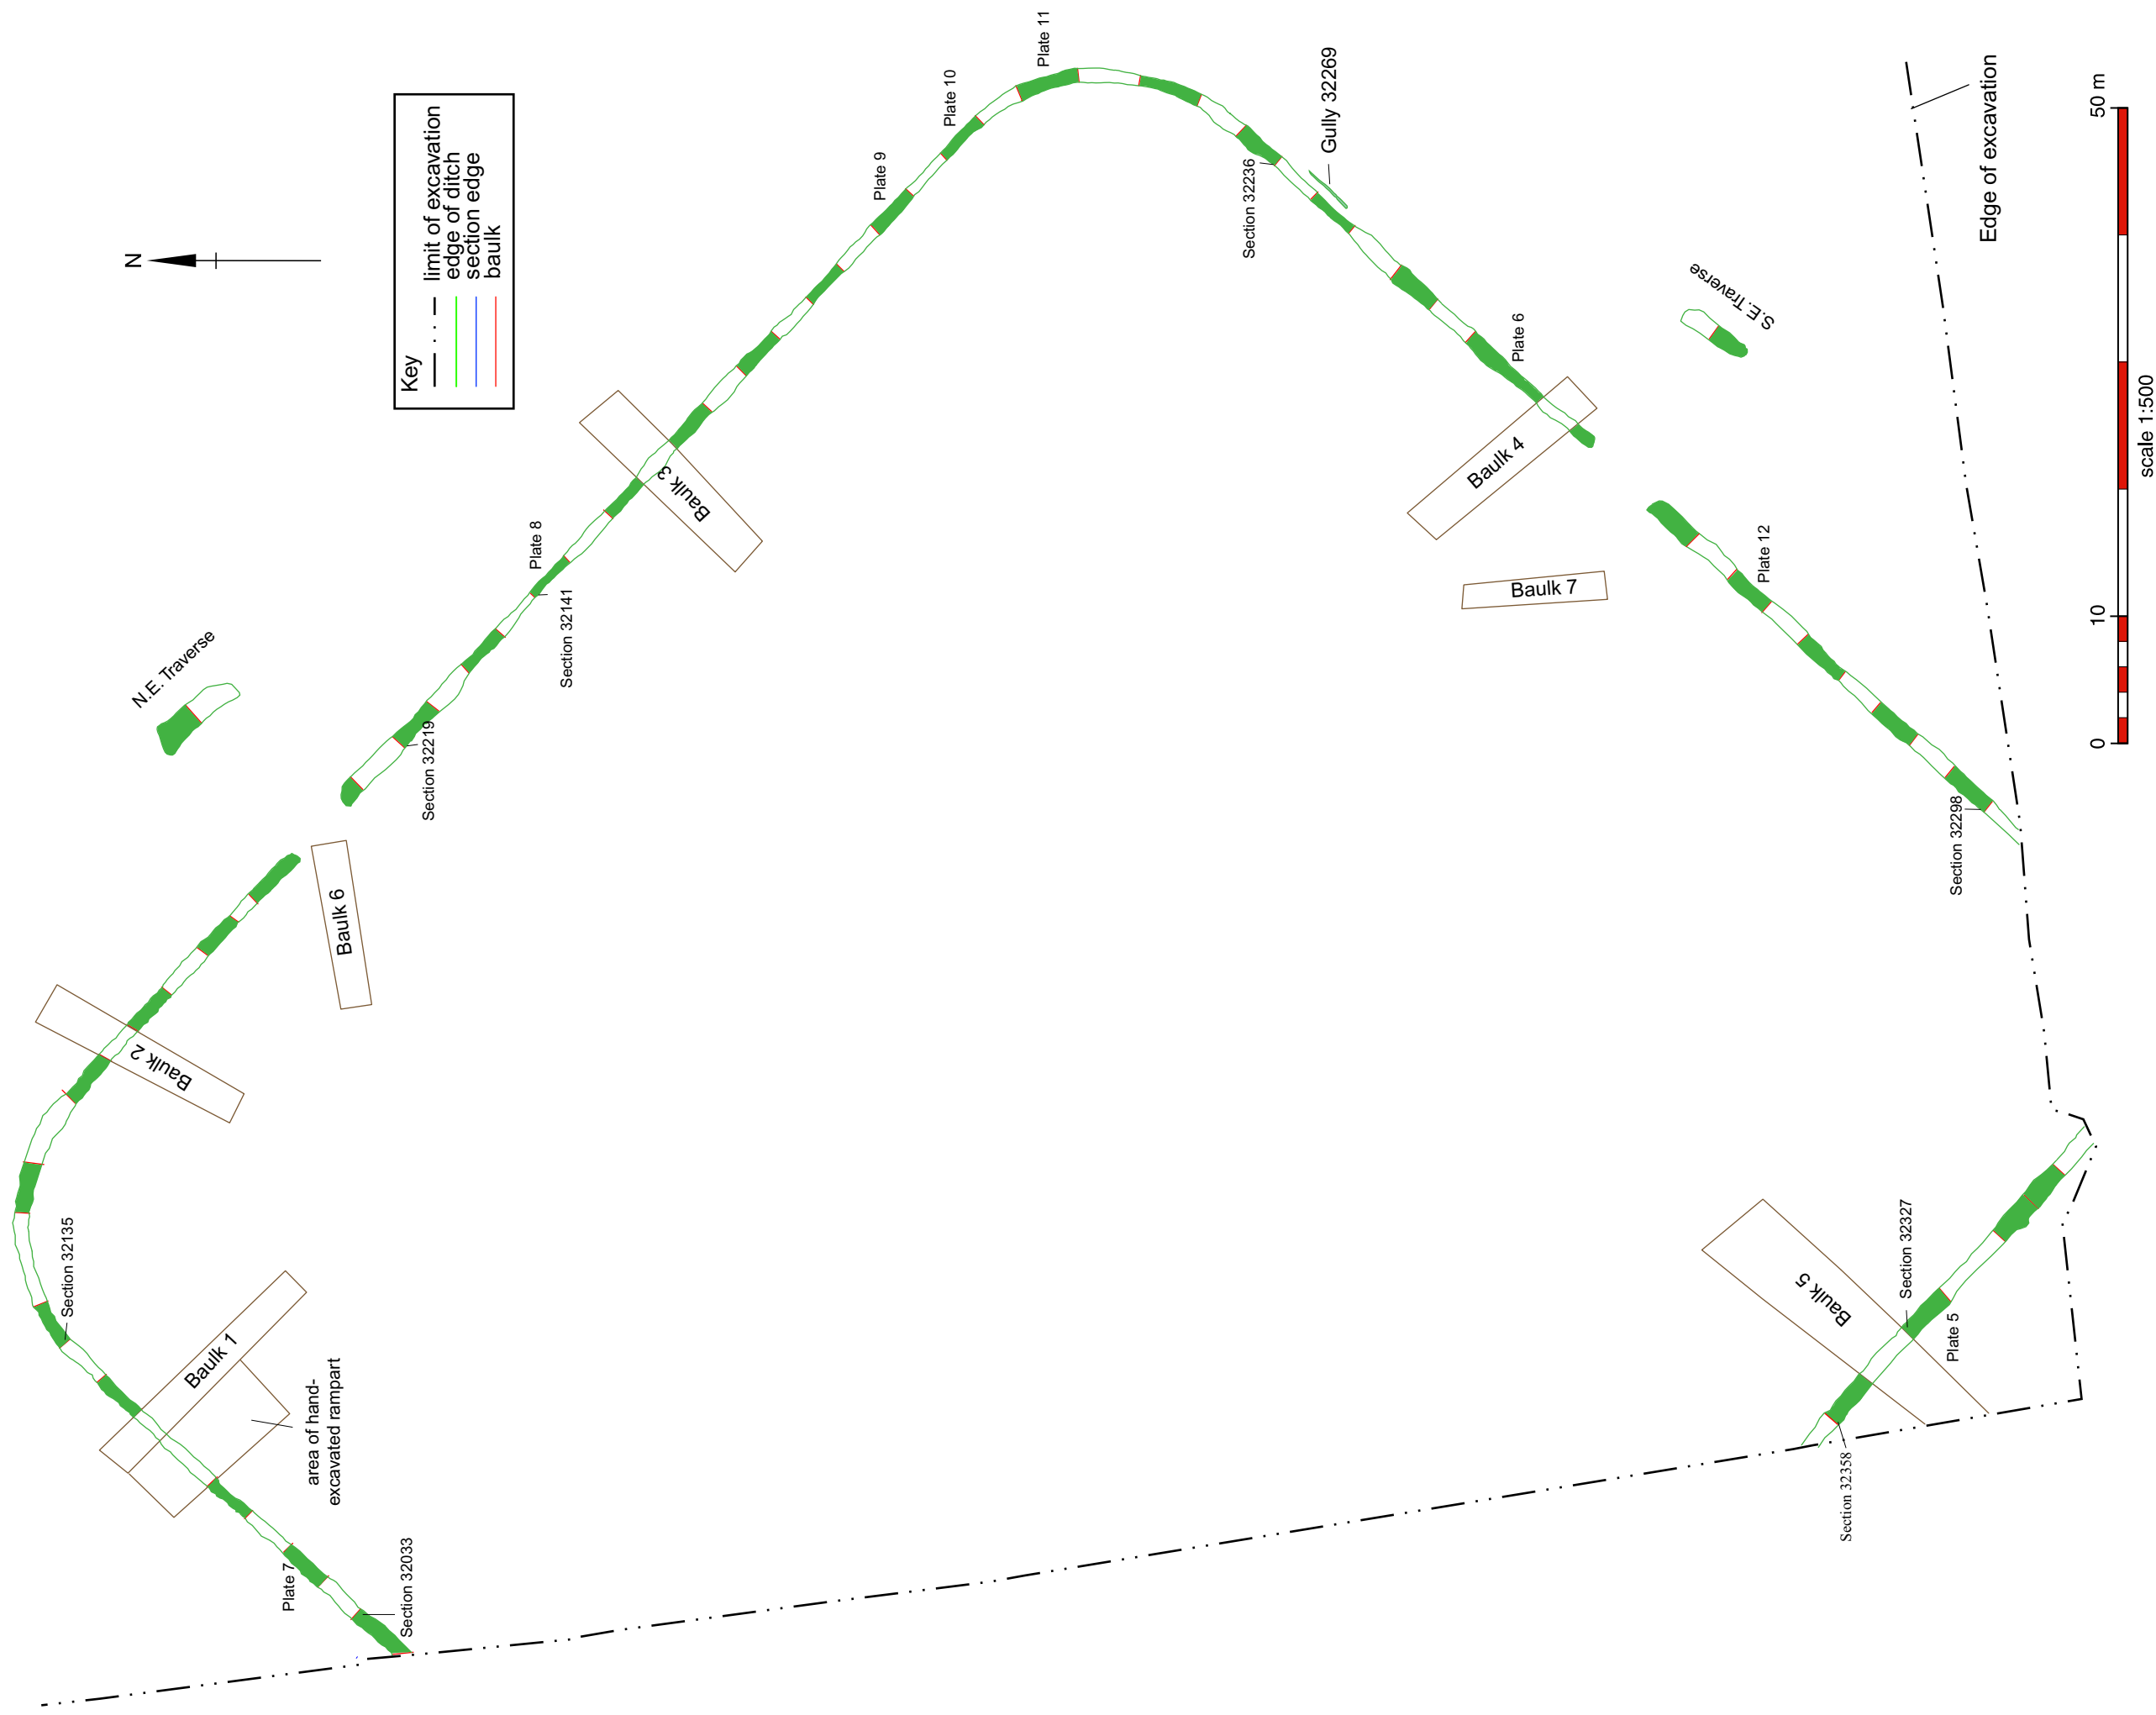 N
Key
limit of excavation
edge of ditch
section edge
baulk
Plate 11
Plate 10
Plate 9
Gully 32269
Section 32236
Edge of excavation
50 m
10
0
scale 1:500
S.E.Traverse
Plate 6
Baulk 4
Baulk 3
Plate 8
Section 32141
Baulk 7
Plate 12
N.E. Traverse
Section 32219
Section 32298
Baulk 6
Baulk 2
Section 32135
Baulk 1
area of hand-
excavated rampart
Plate 7
Section 32033
Baulk 5
Section 32327
Plate 5
Section 32358